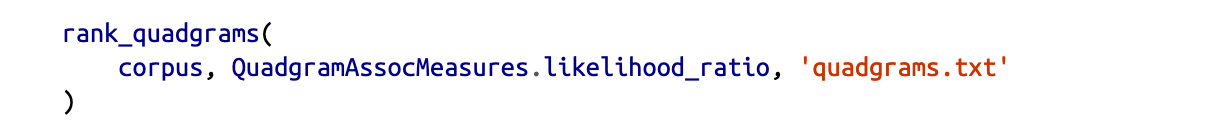 rank_quadgrams(
    corpus, QuadgramAssocMeasures.likelihood_ratio, 'quadgrams.txt'
)